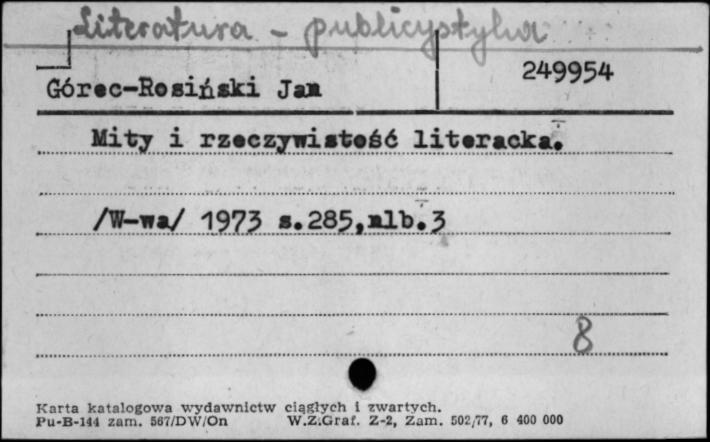 Literatura - publicystyka
249954
Górec-Rosiński Jan
Mity i rzeczywistość literacka.
/W-wa/ 1973 s.285,nlb.3
8
Karta katalogowa wydawnictw ciągłych i zwartych.
Pu-B-144 zam. 567/DW/On W.Z.Graf. Z-2, Zam. 502/77, 6 400 000